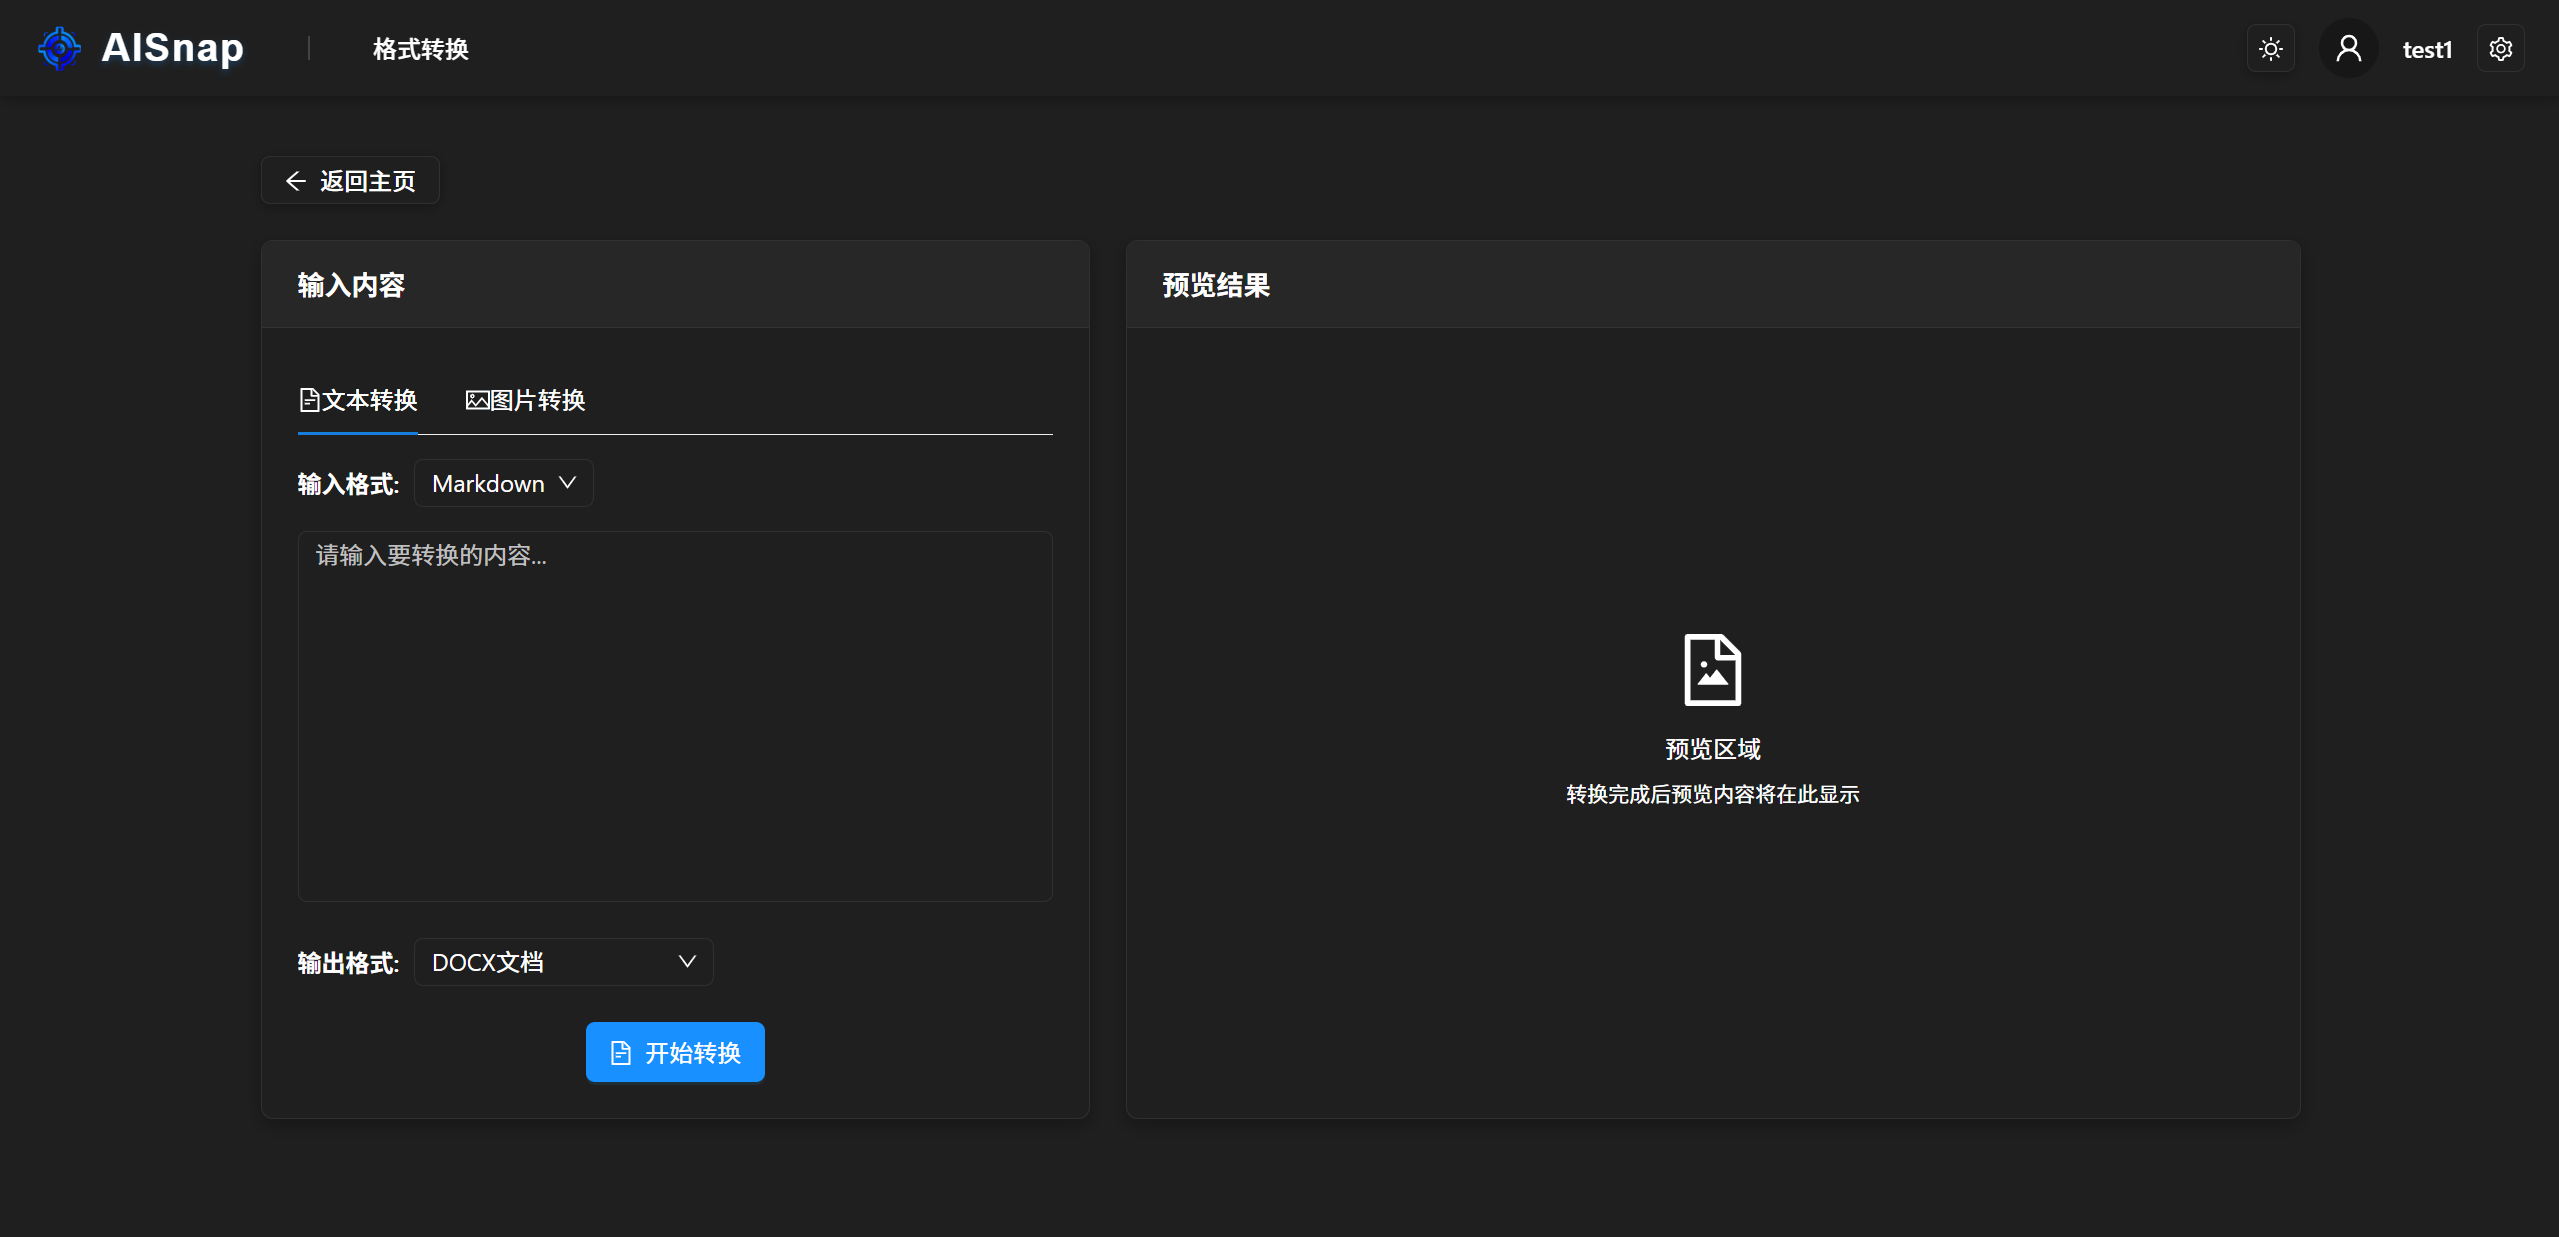 AISnap
格式转换
test1
返回主页
输入内容
文本转换
图片转换
输入格式:
Markdown
请输入要转换的内容...
输出格式:
DOCX文档
开始转换
预览结果
预览区域
转换完成后预览内容将在此显示